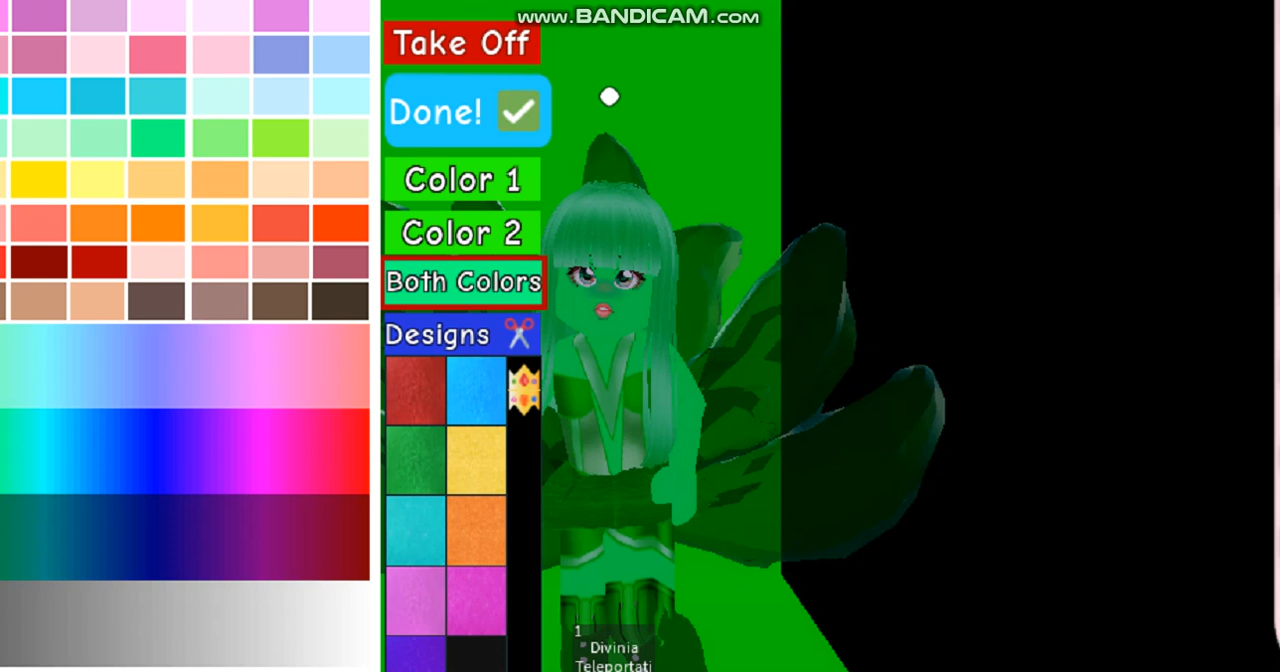 www.BANDICAM.com
Take Off
Done!
Color 1
Color 2
Both Colors
Designs
1
Divinia
Teleportati